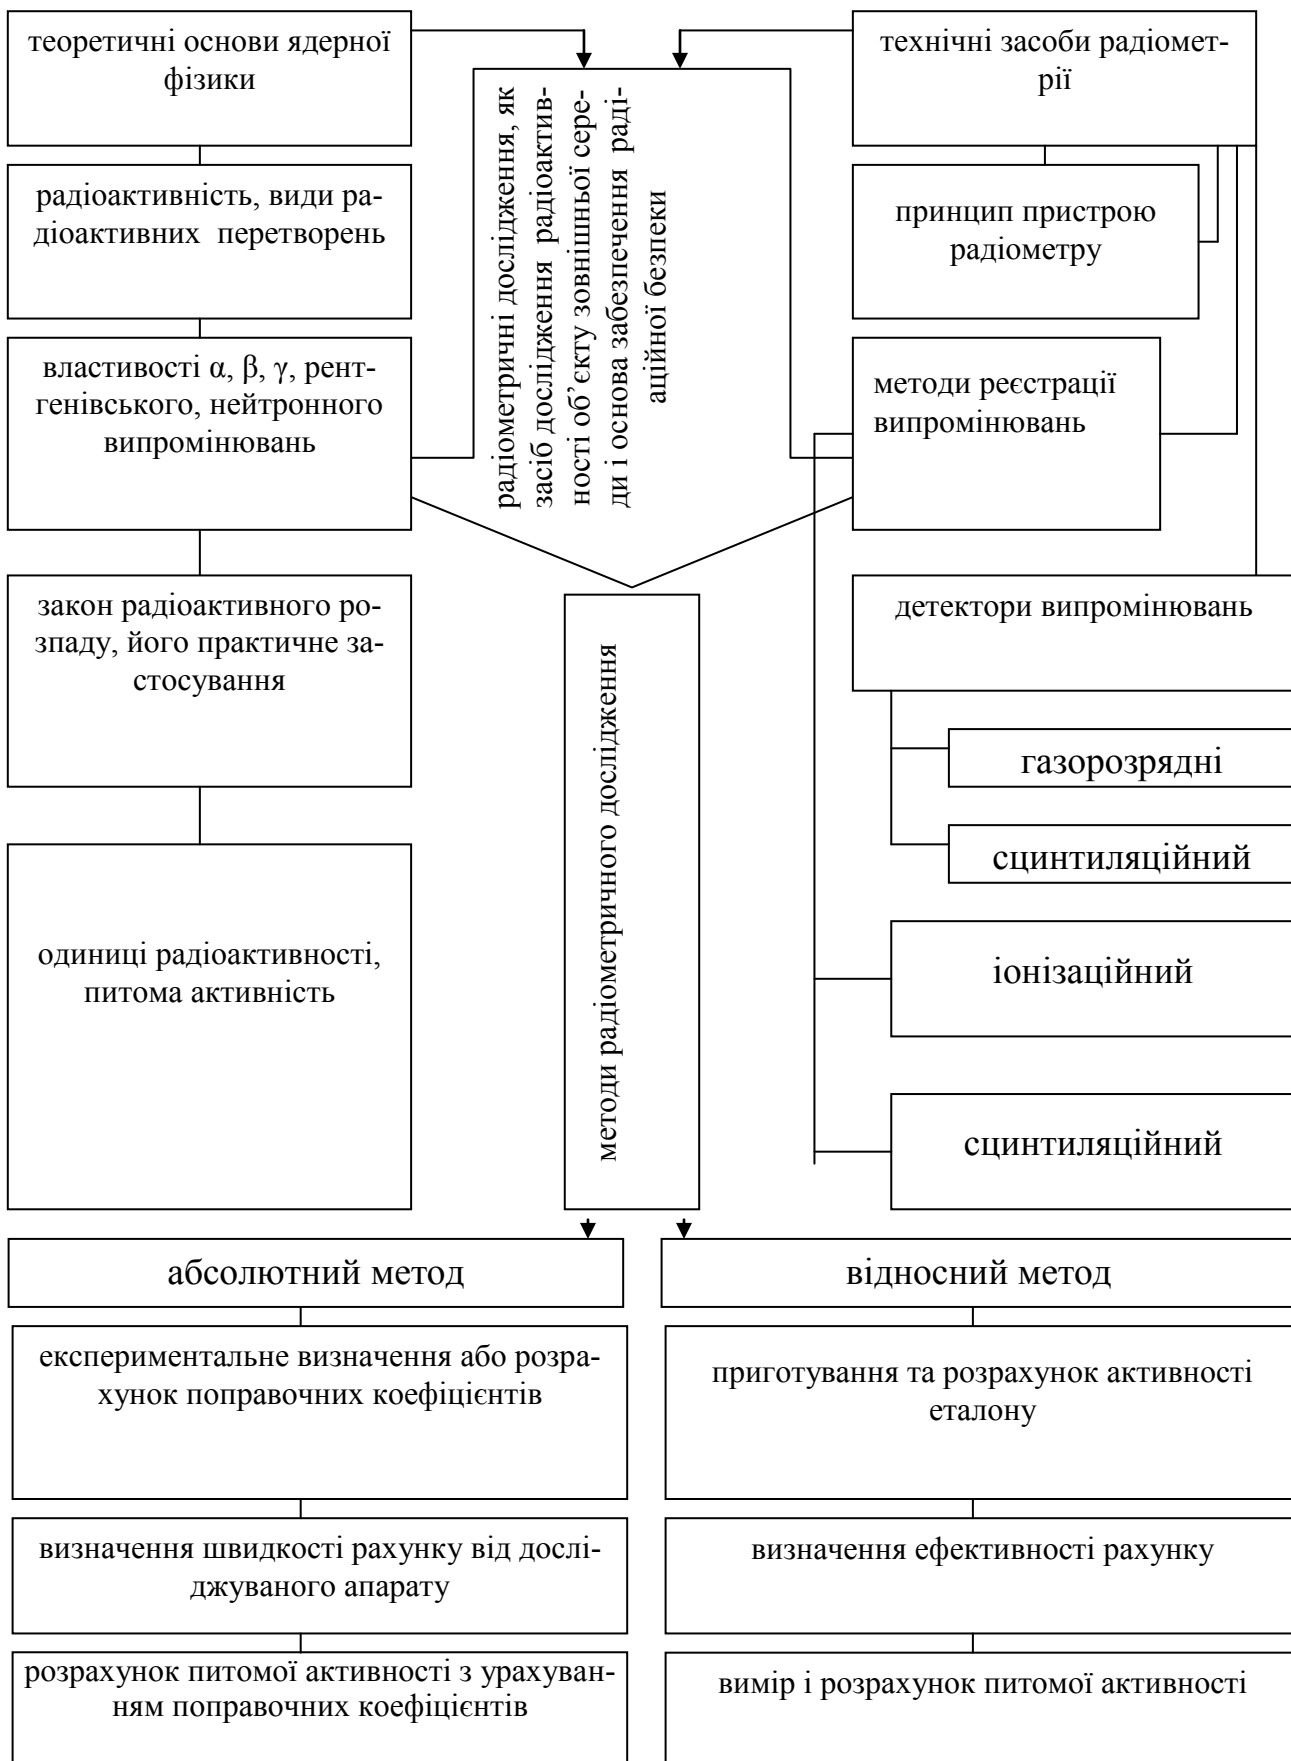 теоретичні основи ядерної
фізики
радіоактивність, види ра-
діоактивних перетворень
властивості α, β, γ, рент-
генівського, нейтронного
випромінювань
закон радіоактивного ро-
зпаду, його практичне за-
стосування
одиниці радіоактивності,
питома активність
радіометричні дослідження, як
засіб дослідження радіоактив-
ності об’єкту зовнішньої сере-
ди і основа забезпечення раді-
аційної безпеки
методи радіометричного дослідження
технічні засоби радіомет-
рії
принцип пристрою
радіометру
методи реєстрації
випромінювань
детектори випромінювань
газорозрядні
сцинтиляційний
іонізаційний
сцинтиляційний
абсолютний метод
експериментальне визначення або розра-
хунок поправочних коефіцієнтів
визначення швидкості рахунку від дослі-
джуваного апарату
розрахунок питомої активності з урахуван-
ням поправочних коефіцієнтів
відносний метод
приготування та розрахунок активності
еталону
визначення ефективності рахунку
вимір і розрахунок питомої активності